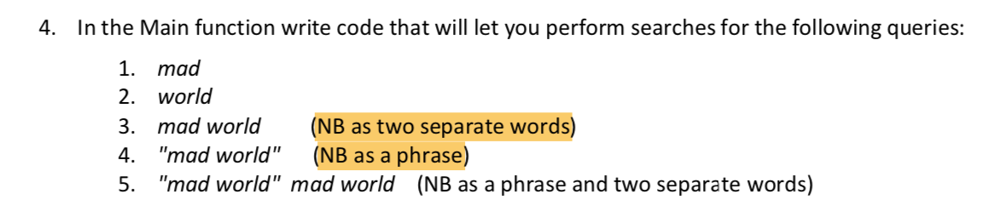 4. In the Main function write code that will let you perform searches for the following queries:
1. mad
2. world
3. mad world (NB as two separate words)
4. "mad world" (NB as a phrase)
5. "mad world" mad world (NB as a phrase and two separate words)